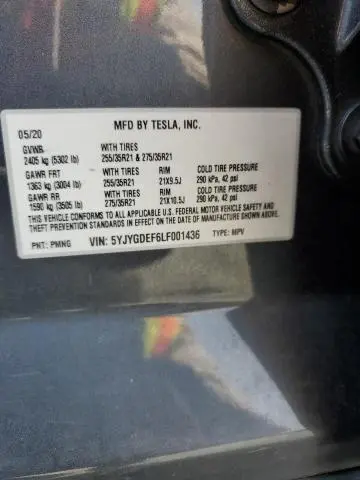 MFD BY TESLA, INC.
05/20
GVWR WITH TIRES
2405 kg (5302 lb) 255/35R21 & 275/35R21
GAWR FRT WITH TIRES RIM COLD TIRE PRESSURE
1363 kg (3004 lb) 255/35R21 21X9.5J 290 kPa, 42 psi
GAWR RR WITH TIRES RIM COLD TIRE PRESSURE
1590 kg (3505 lb) 275/35R21 21X10.5J 290 kPa, 42 psi
THIS VEHICLE CONFORMS TO ALL APPLICABLE U.S. FEDERAL MOTOR VEHICLE SAFETY AND
THEFT PREVENTION STANDARDS IN EFFECT ON THE DATE OF MANUFACTURE SHOWN ABOVE.
PNT: PMNG VIN: 5YJYGDEF6LF001436 TYPE: MPV